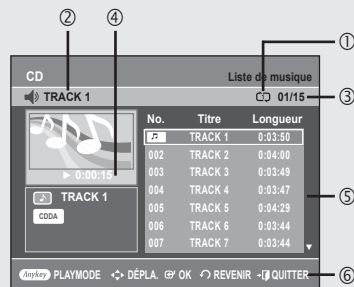 ② ④ ①
CD Liste de musique
TRACK 1 01/15 ③
No. Titre Longueur
TRACK 1 0:03:50
002 TRACK 2 0:04:00
003 TRACK 3 0:03:49
004 TRACK 4 0:03:47
005 TRACK 5 0:04:29
006 TRACK 6 0:03:44
007 TRACK 7 0:03:44
0:00:15
TRACK 1
CDDA
⑤
Anykey PLAYMODE DÉPLA. OK REVENIR QUITTER ⑥